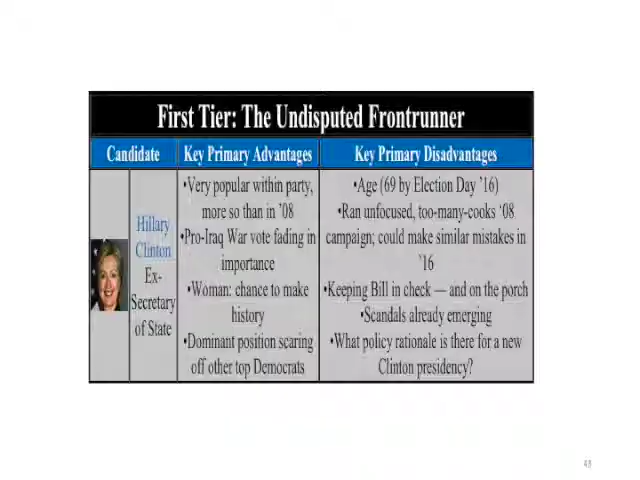 First Tier: The Undisputed Frontrunner
Candidate
Key Primary Advantages
Key Primary Disadvantages
Hillary
Clinton
Ex-
Secretary
of State
•Very popular within party,
more so than in ’08
•Pro-Iraq War vote fading in
importance
•Woman: chance to make
history
•Dominant position scaring
off other top Democrats
•Age (69 by Election Day ’16)
•Ran unfocused, too-many-cooks ‘08
campaign; could make similar mistakes in
’16
•Keeping Bill in check — and on the porch
•Scandals already emerging
•What policy rationale is there for a new
Clinton presidency?
43